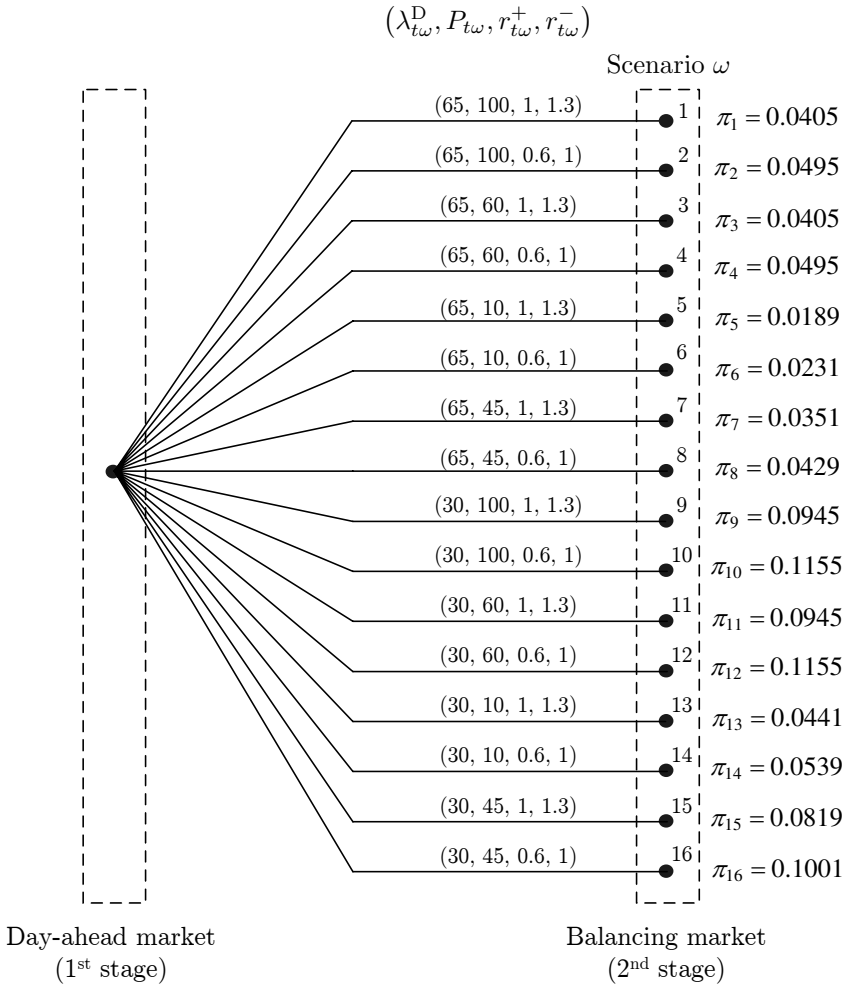 (λ^D_{tω}, P_{tω}, r^+_{tω}, r^-_{tω})
Scenario ω
(65, 100, 1, 1.3) 1 π_1 = 0.0405
(65, 100, 0.6, 1) 2 π_2 = 0.0495
(65, 60, 1, 1.3) 3 π_3 = 0.0405
(65, 60, 0.6, 1) 4 π_4 = 0.0495
(65, 10, 1, 1.3) 5 π_5 = 0.0189
(65, 10, 0.6, 1) 6 π_6 = 0.0231
(65, 45, 1, 1.3) 7 π_7 = 0.0351
(65, 45, 0.6, 1) 8 π_8 = 0.0429
(30, 100, 1, 1.3) 9 π_9 = 0.0945
(30, 100, 0.6, 1) 10 π_10 = 0.1155
(30, 60, 1, 1.3) 11 π_11 = 0.0945
(30, 60, 0.6, 1) 12 π_12 = 0.1155
(30, 10, 1, 1.3) 13 π_13 = 0.0441
(30, 10, 0.6, 1) 14 π_14 = 0.0539
(30, 45, 1, 1.3) 15 π_15 = 0.0819
(30, 45, 0.6, 1) 16 π_16 = 0.1001
Day-ahead market
(1st stage)
Balancing market
(2nd stage)